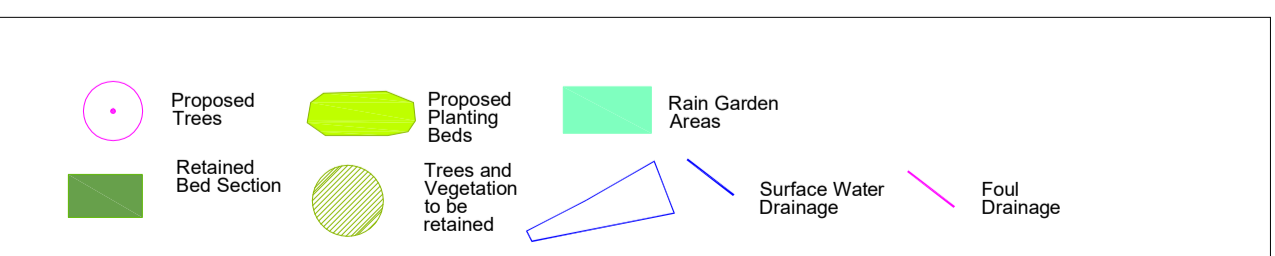 Proposed
Trees
Proposed
Planting
Beds
Rain Garden
Areas
Retained
Bed Section
Trees and
Vegetation
to be
retained
Surface Water
Drainage
Foul
Drainage